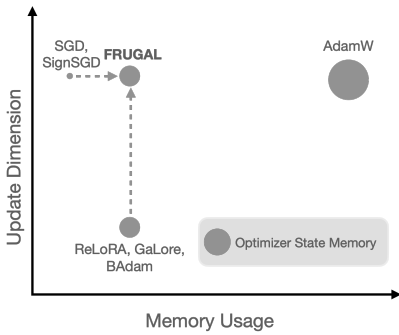 SGD,
SignSGD
FRUGAL
AdamW
Update Dimension
ReLoRA, GaLore,
BAdam
Optimizer State Memory
Memory Usage